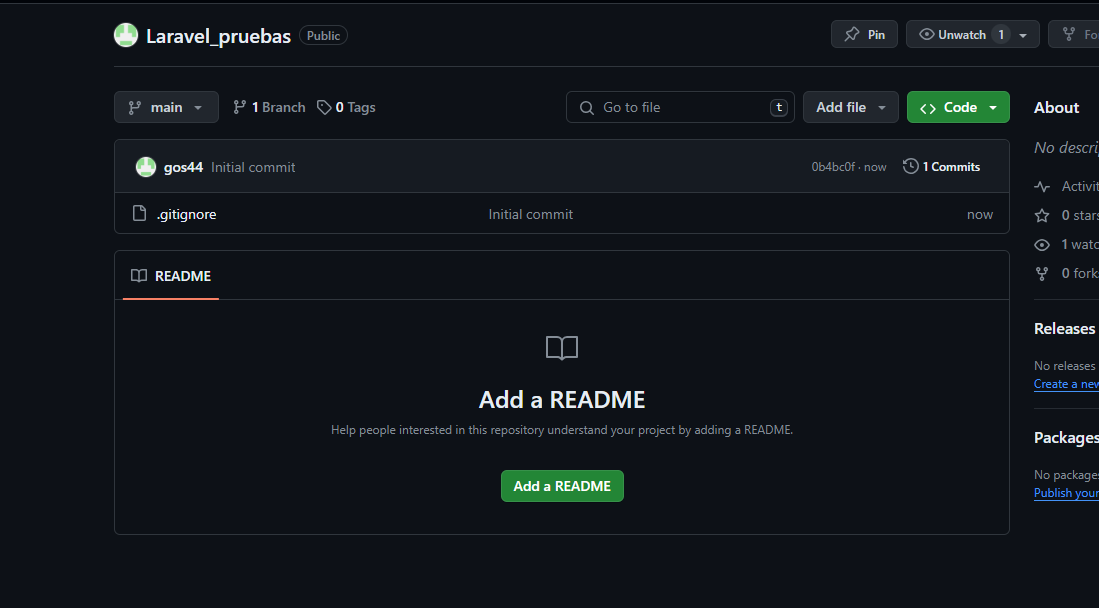 Laravel_pruebas Public Pin Unwatch 1 Fo
main 1 Branch 0 Tags Go to file t Add file Code
gos44 Initial commit 0b4bc0f · now 1 Commits
.gitignore Initial commit now
README
Add a README
Help people interested in this repository understand your project by adding a README.
Add a README
About
No descrip
Activit
0 stars
1 watc
0 forks
Releases
No releases
Create a new
Packages
No packages
Publish your